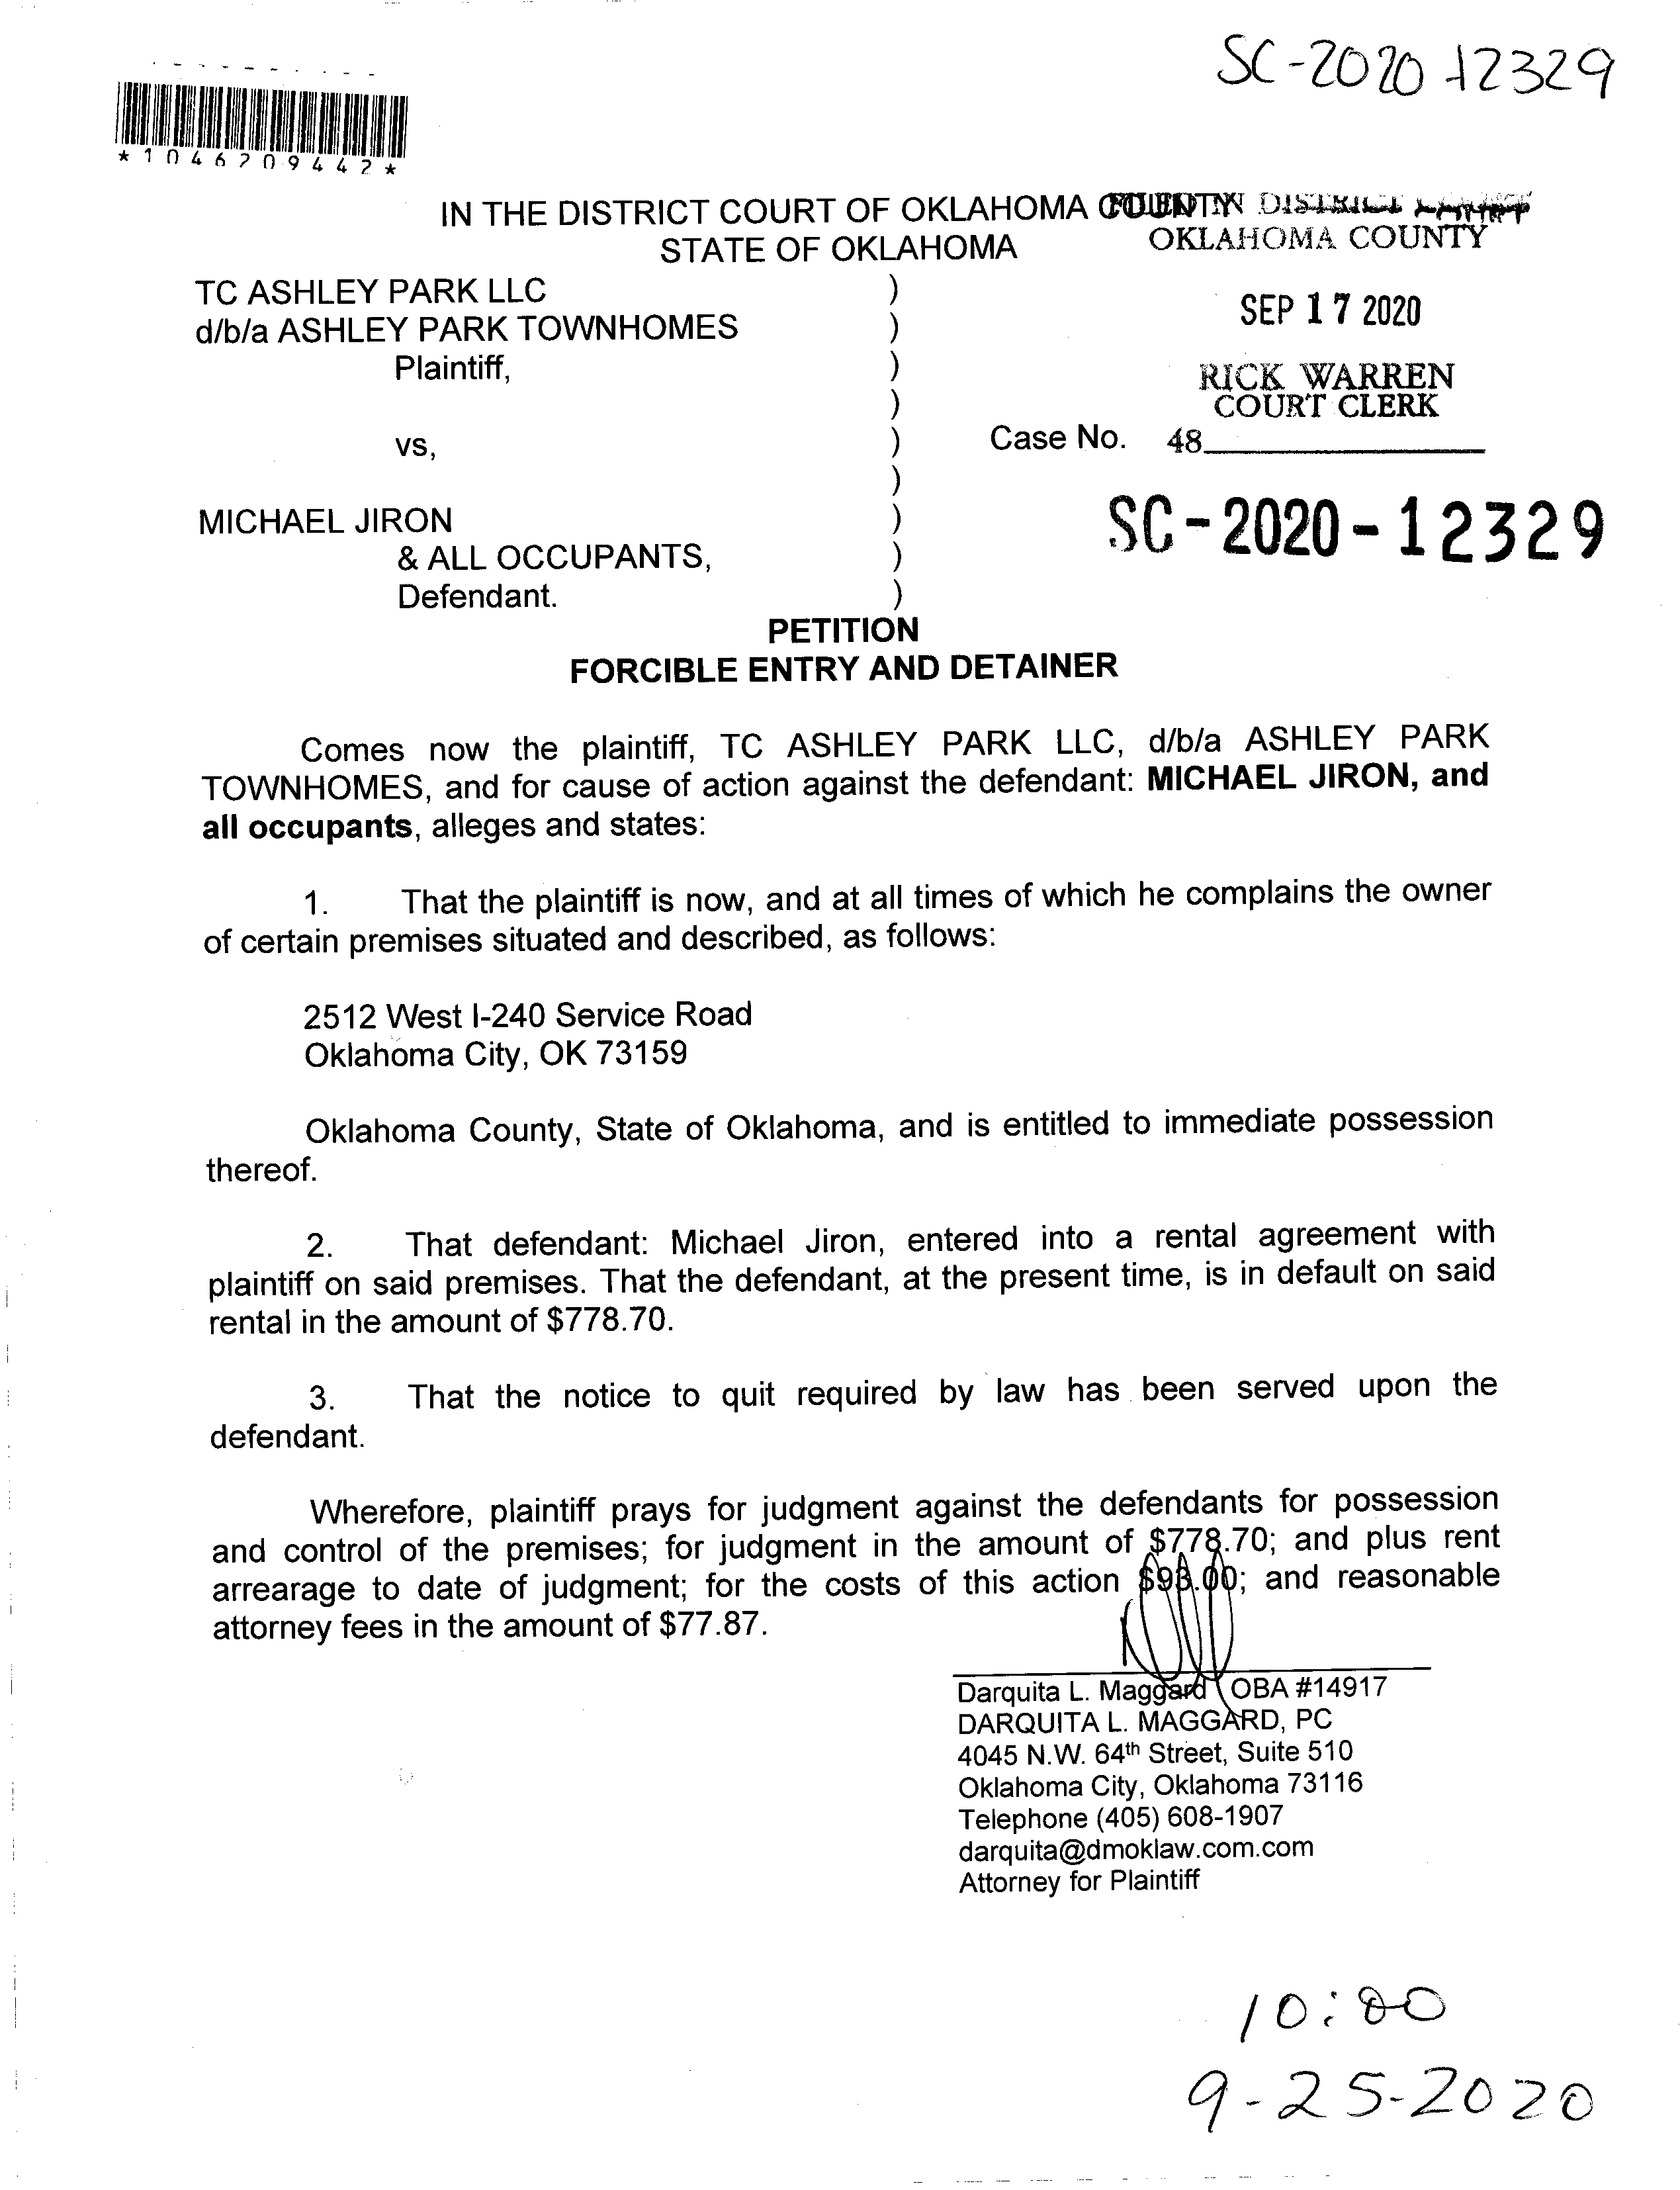 SC-2020-12329
*1046209442*
IN THE DISTRICT COURT OF OKLAHOMA COUNTY
STATE OF OKLAHOMA
FILED IN DISTRICT COURT
OKLAHOMA COUNTY
TC ASHLEY PARK LLC )
d/b/a ASHLEY PARK TOWNHOMES )
Plaintiff, )
)
vs, )
)
MICHAEL JIRON )
& ALL OCCUPANTS, )
Defendant. )
SEP 17 2020
RICK WARREN
COURT CLERK
Case No. 48
SC-2020-12329
PETITION
FORCIBLE ENTRY AND DETAINER
Comes now the plaintiff, TC ASHLEY PARK LLC, d/b/a ASHLEY PARK
TOWNHOMES, and for cause of action against the defendant: MICHAEL JIRON, and
all occupants, alleges and states:
1. That the plaintiff is now, and at all times of which he complains the owner
of certain premises situated and described, as follows:
2512 West I-240 Service Road
Oklahoma City, OK 73159
Oklahoma County, State of Oklahoma, and is entitled to immediate possession
thereof.
2. That defendant: Michael Jiron, entered into a rental agreement with
plaintiff on said premises. That the defendant, at the present time, is in default on said
rental in the amount of $778.70.
3. That the notice to quit required by law has been served upon the
defendant.
Wherefore, plaintiff prays for judgment against the defendants for possession
and control of the premises; for judgment in the amount of $778.70; and plus rent
arrearage to date of judgment; for the costs of this action $93.00; and reasonable
attorney fees in the amount of $77.87.
Darquita L. Maggard OBA #14917
DARQUITA L. MAGGARD, PC
4045 N.W. 64th Street, Suite 510
Oklahoma City, Oklahoma 73116
Telephone (405) 608-1907
darquita@dmoklaw.com.com
Attorney for Plaintiff
10:00
9-25-2020